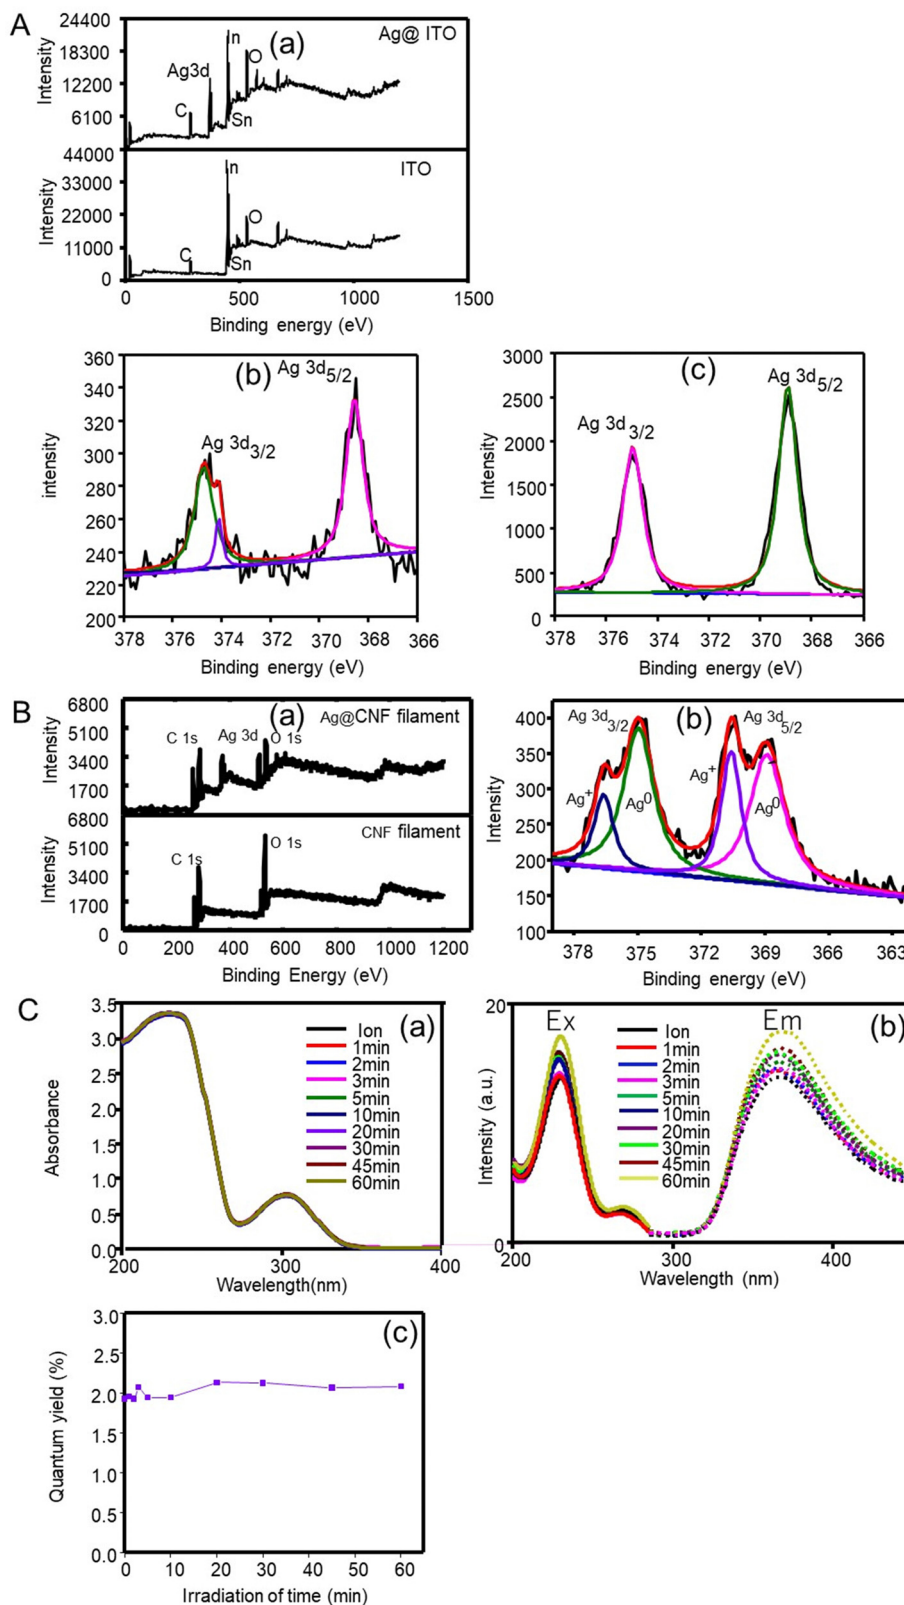 A
24400
18300
12200
6100
Intensity
(a)
Ag@ ITO
In
O
Ag3d
C
Sn
44000
33000
22000
11000
0
Intensity
ITO
In
O
C
Sn
0 500 1000 1500
Binding energy (eV)
360
340
320
300
280
260
240
220
200
intensity
(b)
Ag 3d5/2
Ag 3d3/2
378 376 374 372 370 368 366
Binding energy (eV)
3000
2500
2000
1500
1000
500
0
Intensity
(c)
Ag 3d5/2
Ag 3d 3/2
378 376 374 372 370 368 366
Binding energy (eV)
B
6800
5100
3400
1700
0
Intensity
(a)
Ag@CNF filament
C 1s
Ag 3d
O 1s
6800
3400
1700
0
Intensity
CNF filament
C 1s
O 1s
0 200 400 600 800 1000 1200
Binding Energy (eV)
400
350
300
250
200
150
100
Intensity
(b)
Ag 3d3/2
Ag 3d5/2
Ag+
Ag0
Ag+
Ag0
378 375 372 369 366 363
Binding energy (eV)
C
3.5
3.0
2.5
2.0
1.5
1.0
0.5
0.0
Absorbance
(a)
Ion
1min
2min
3min
5min
10min
20min
30min
45min
60min
200 300 400
Wavelength(nm)
20
0
Intensity (a.u.)
Ex
Em
(b)
Ion
1min
2min
3min
5min
10min
20min
30min
45min
60min
200 300 400
Wavelength (nm)
3.0
2.5
2.0
1.5
1.0
0.5
0.0
Quantum yield (%)
(c)
0 10 20 30 40 50 60
Irradiation of time (min)